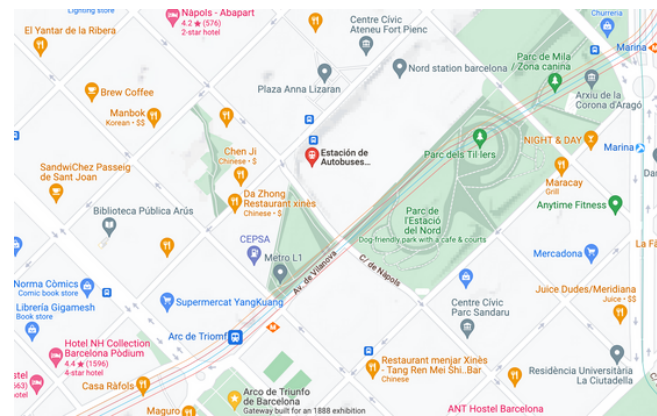 Lighting store
Nàpols - Abapart
4.2 ★ (576)
2-star hotel
El Yantar de la Ribera
Centre Cívic
Ateneu Fort Pienc
Churrería
Marina
Nord station barcelona
Parc de Mila /
Zona canina
Plaza Anna Lizaran
Arxiu de la
Corona d'Aragó
Brew Coffee
Manbok
Korean • $$
Chen Ji
Chinese • $
Estación de
Autobuses...
NIGHT & DAY
Marina
Parc dels Til·lers
Maracay
Grill
SandwiChez Passeig
de Sant Joan
Da Zhong
Restaurant xinès
Chinese • $
Anytime Fitness
Biblioteca Pública Arús
Parc de
l'Estació
del Nord
Dog-friendly park with a cafe & courts
CEPSA
Metro L1
Mercadona
La Fà
Av. de Vilanova
C/ de Nàpols
Norma Còmics
Comic book store
Supermercat YangKuang
Juice Dudes/Meridiana
Juice • $$
Librería Gigamesh
Book store
Centre Cívic
Parc Sandaru
Arc de Triomf
Hotel NH Collection
Barcelona Pòdium
4.4 ★ (1596)
4-star hotel
Restaurant menjar Xinès
- Tang Ren Mei Shi..Bar
Chinese
Residència Universitària
La Ciutadella
Casa Ràfols
Arco de Triunfo
de Barcelona
Gateway built for an 1888 exhibition
Maguro
ANT Hostel Barcelona